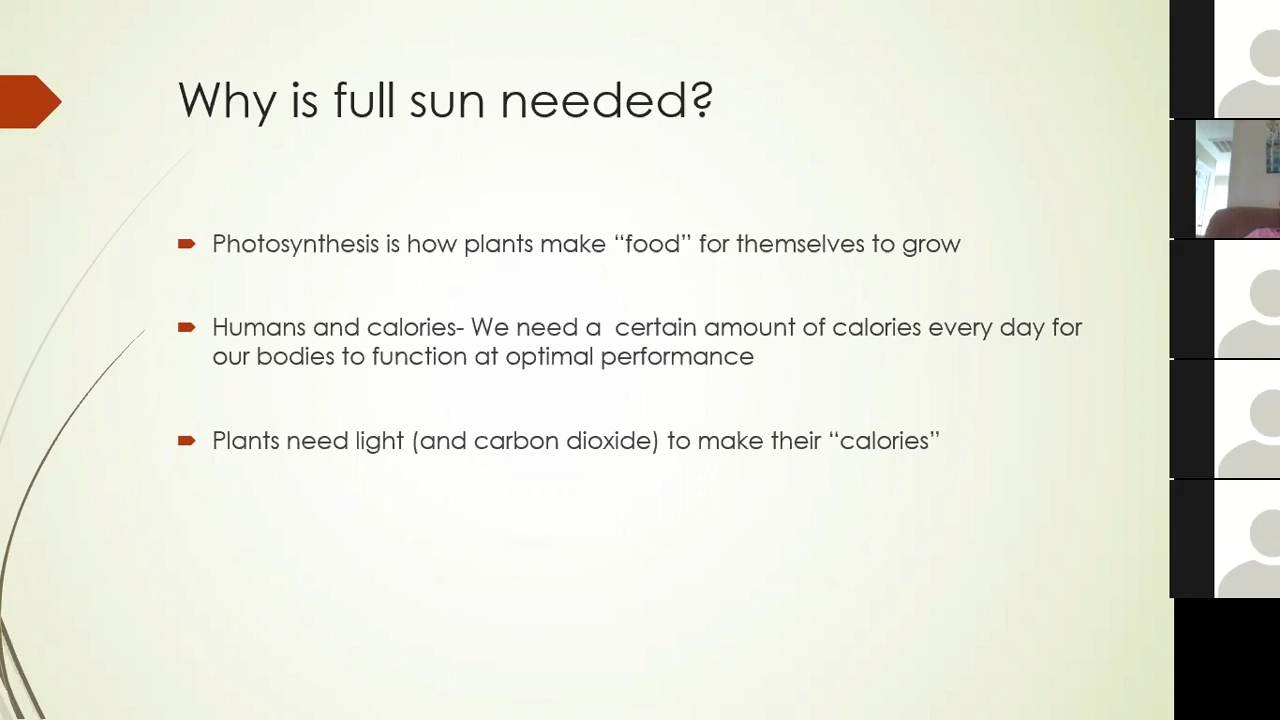 Why is full sun needed?
Photosynthesis is how plants make “food” for themselves to grow
Humans and calories- We need a  certain amount of calories every day for
our bodies to function at optimal performance
Plants need light (and carbon dioxide) to make their “calories”